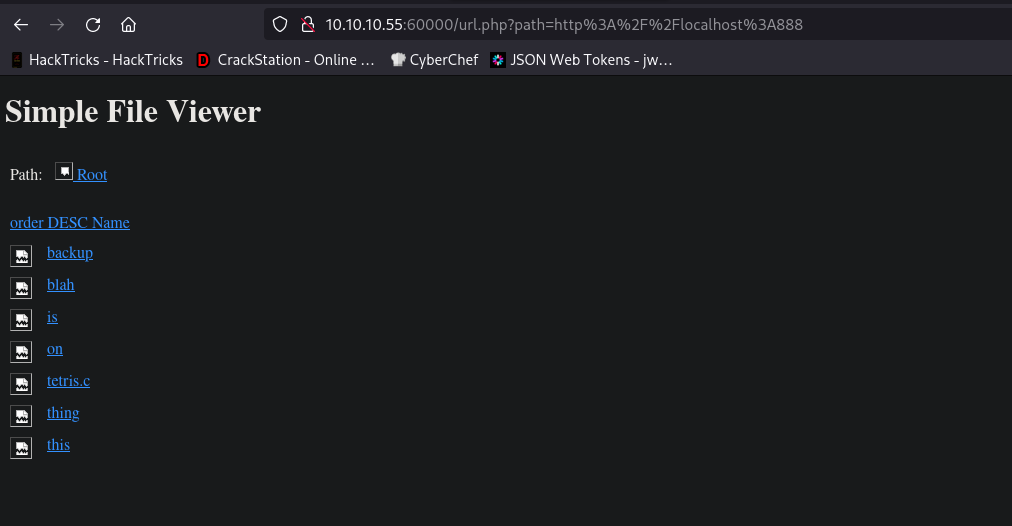 10.10.10.55:60000/url.php?path=http%3A%2F%2Flocalhost%3A888
HackTricks - HackTricks CrackStation - Online ... CyberChef JSON Web Tokens - jw...
Simple File Viewer
Path: Root
order DESC Name
backup
blah
is
on
tetris.c
thing
this